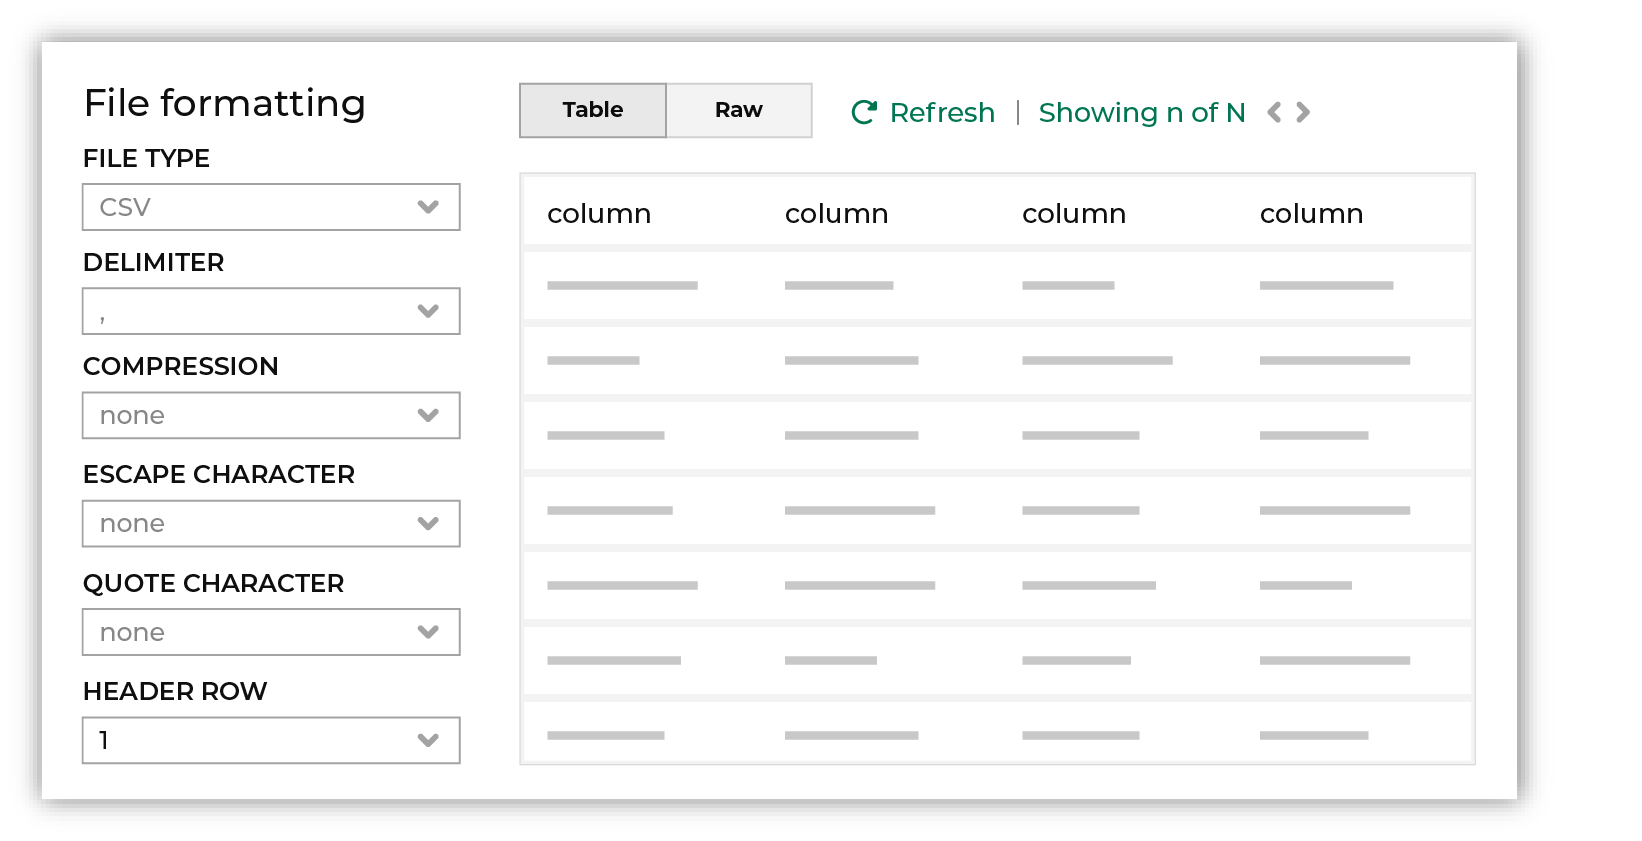 File formatting
FILE TYPE
CSV
DELIMITER
,
COMPRESSION
none
ESCAPE CHARACTER
none
QUOTE CHARACTER
none
HEADER ROW
1
Table Raw Refresh | Showing n of N < >
column column column column